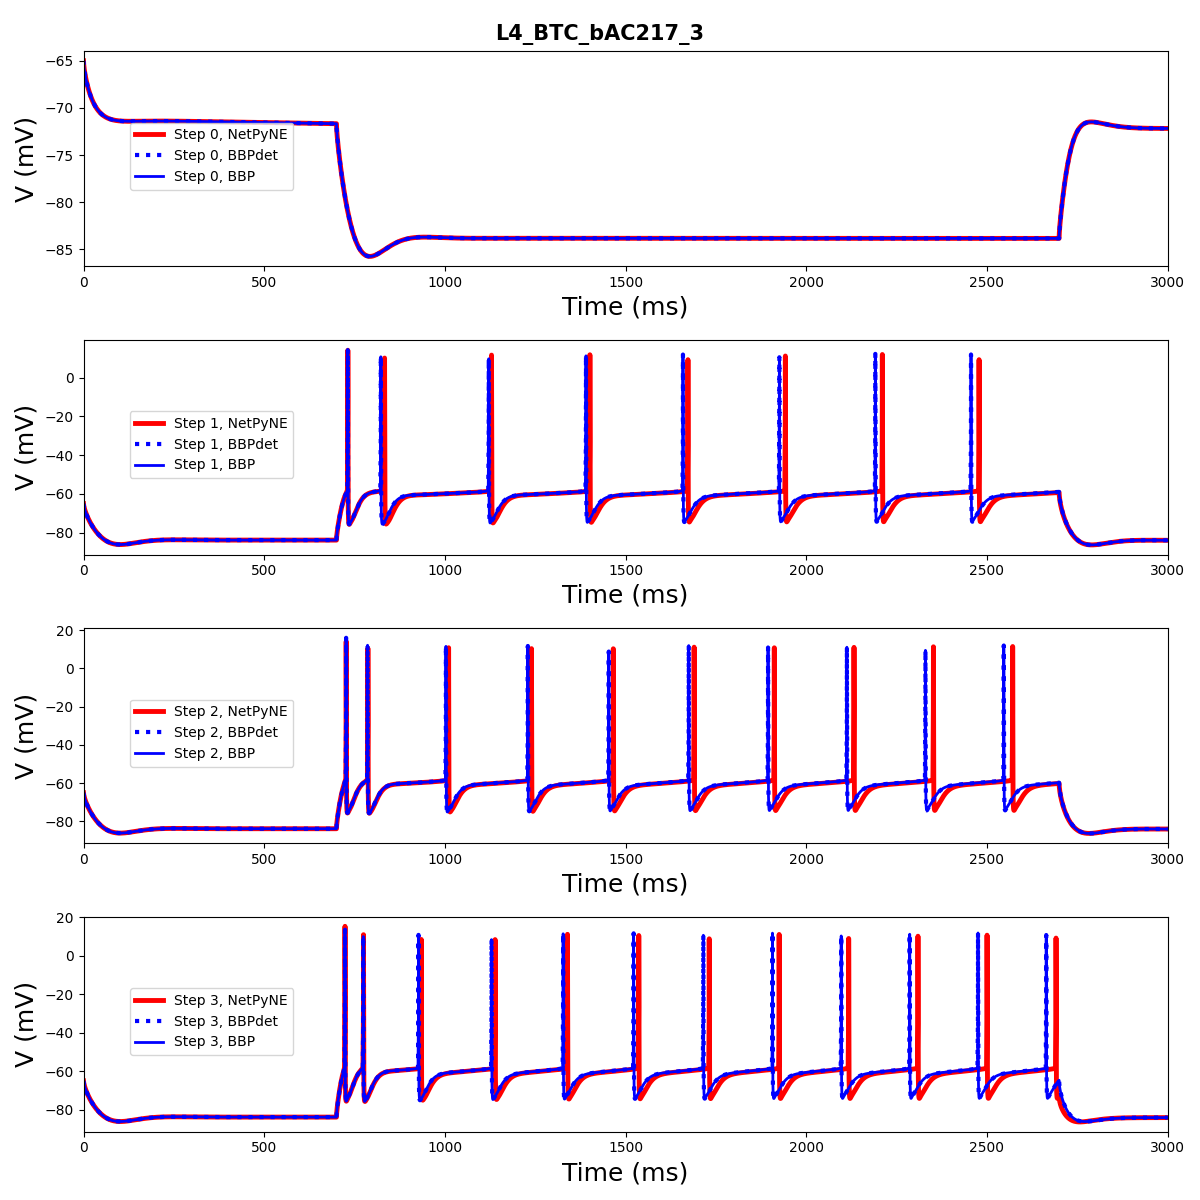 L4_BTC_bAC217_3
−65
−70
−75
−80
−85
V (mV)
Step 0, NetPyNE
Step 0, BBPdet
Step 0, BBP
0 500 1000 1500 2000 2500 3000
Time (ms)
0
−20
−40
−60
−80
V (mV)
Step 1, NetPyNE
Step 1, BBPdet
Step 1, BBP
0 500 1000 1500 2000 2500 3000
Time (ms)
20
0
−20
−40
−60
−80
V (mV)
Step 2, NetPyNE
Step 2, BBPdet
Step 2, BBP
0 500 1000 1500 2000 2500 3000
Time (ms)
20
0
−20
−40
−60
−80
V (mV)
Step 3, NetPyNE
Step 3, BBPdet
Step 3, BBP
0 500 1000 1500 2000 2500 3000
Time (ms)